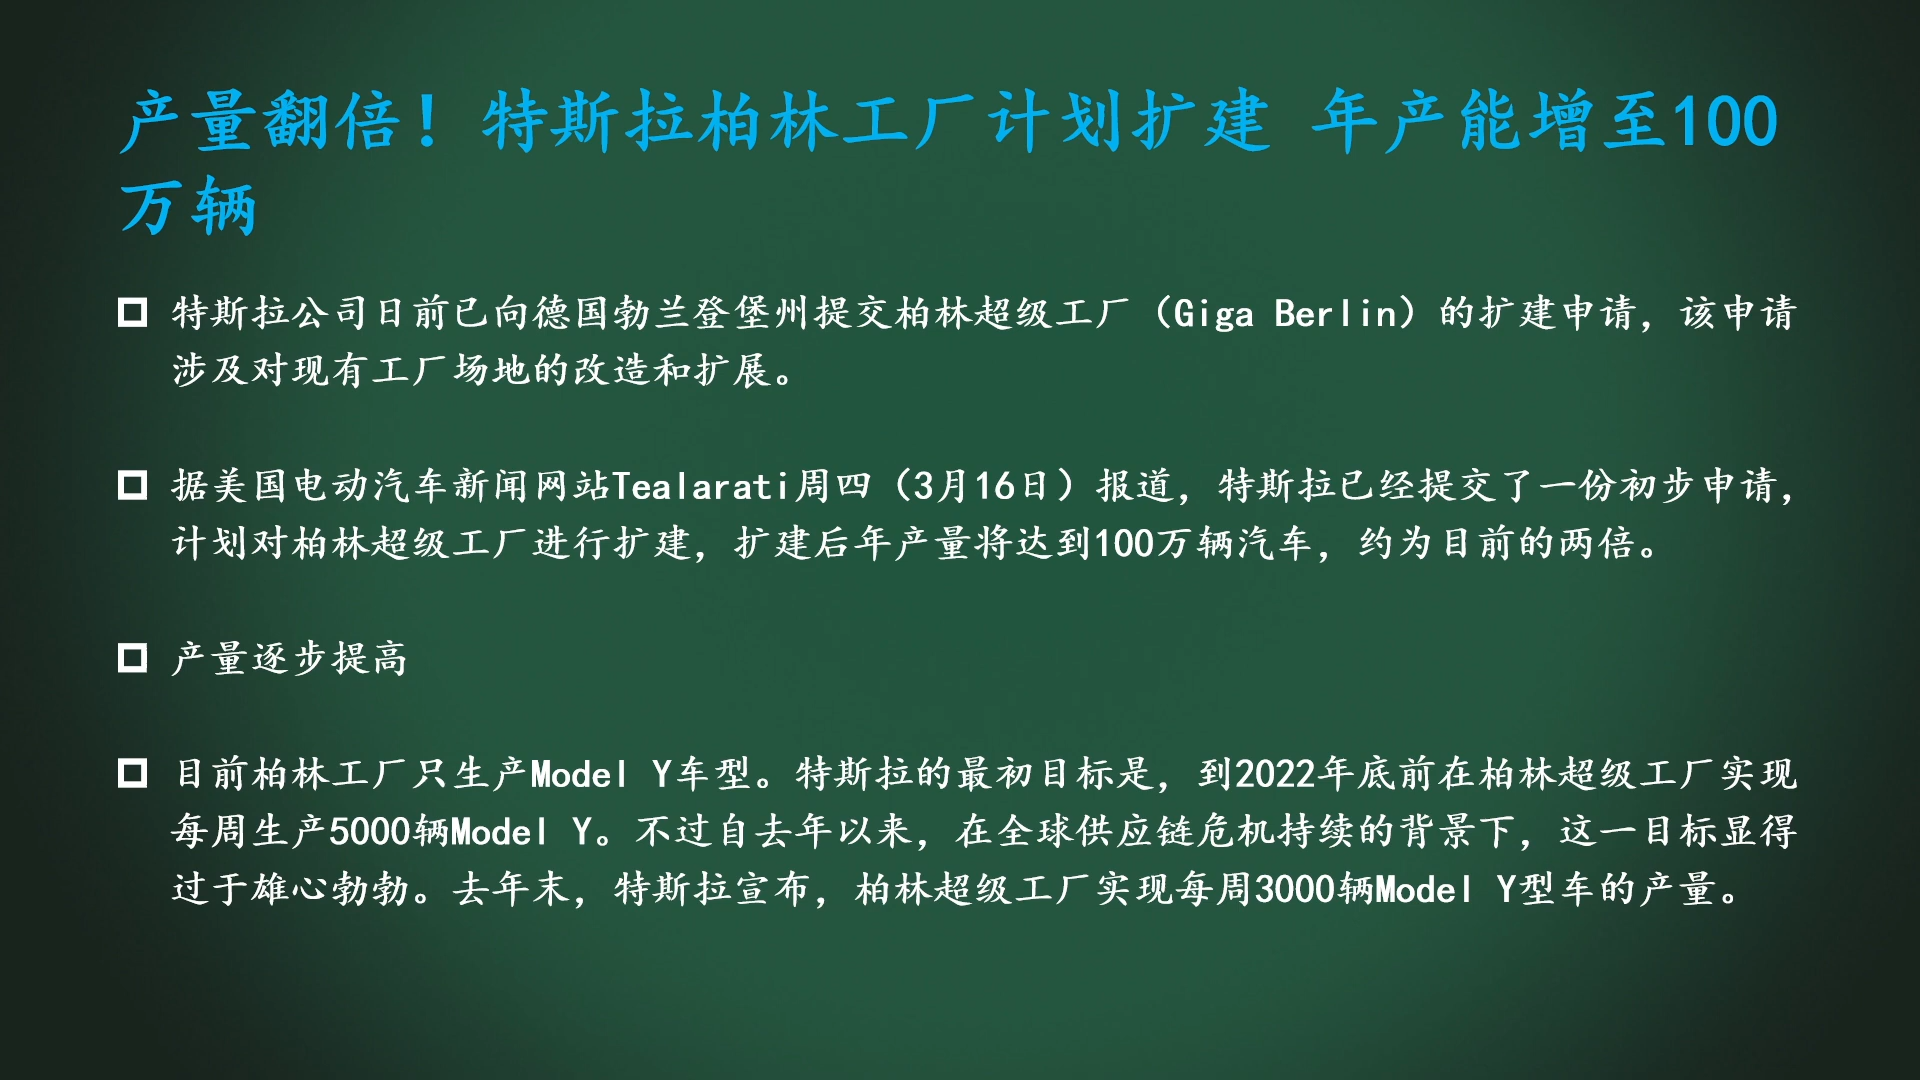 产量翻倍！特斯拉柏林工厂计划扩建 年产能增至100
万辆
特斯拉公司日前已向德国勃兰登堡州提交柏林超级工厂（Giga Berlin）的扩建申请，该申请
涉及对现有工厂场地的改造和扩展。
据美国电动汽车新闻网站Tealarati周四（3月16日）报道，特斯拉已经提交了一份初步申请，
计划对柏林超级工厂进行扩建，扩建后年产量将达到100万辆汽车，约为目前的两倍。
产量逐步提高
目前柏林工厂只生产Model Y车型。特斯拉的最初目标是，到2022年底前在柏林超级工厂实现
每周生产5000辆Model Y。不过自去年以来，在全球供应链危机持续的背景下，这一目标显得
过于雄心勃勃。去年末，特斯拉宣布，柏林超级工厂实现每周3000辆Model Y型车的产量。